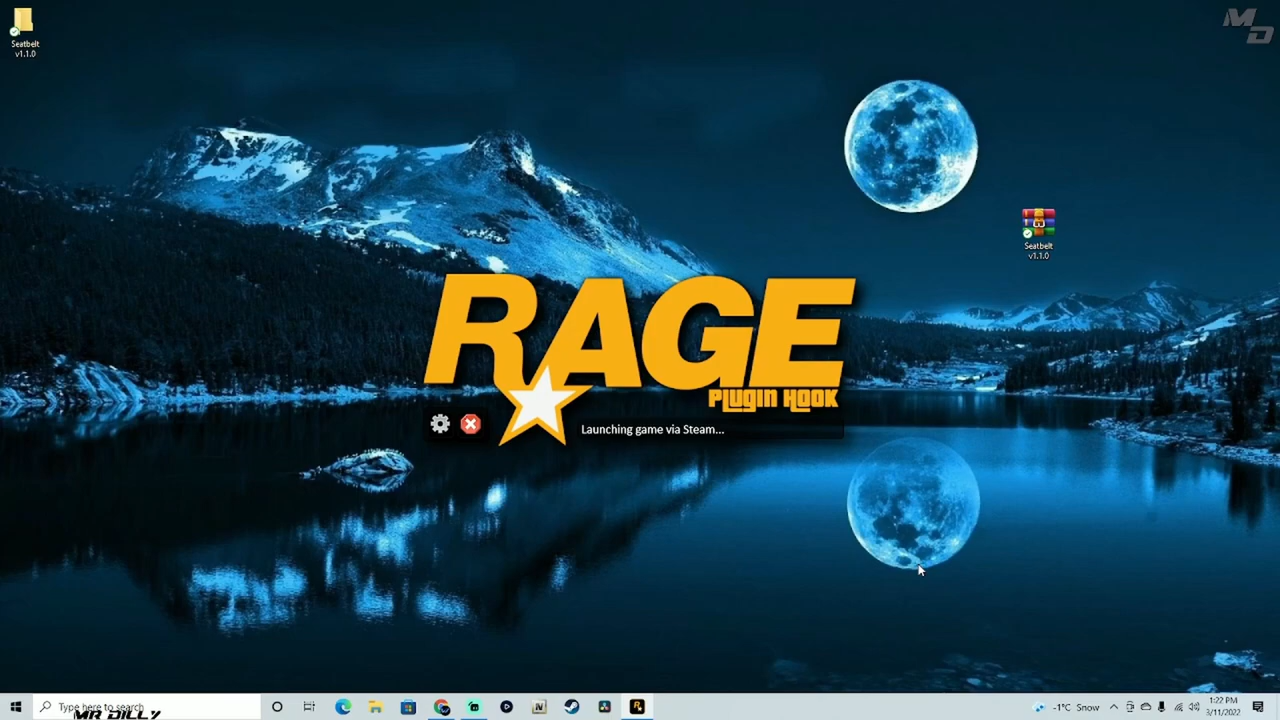 Seatbelt
v1.1.0
MD
Seatbelt
v1.1.0
RAGE
PLUGIN HOOK
Launching game via Steam...
Type here to search
MR DILLY
-1°C Snow
1:22 PM
3/11/2022